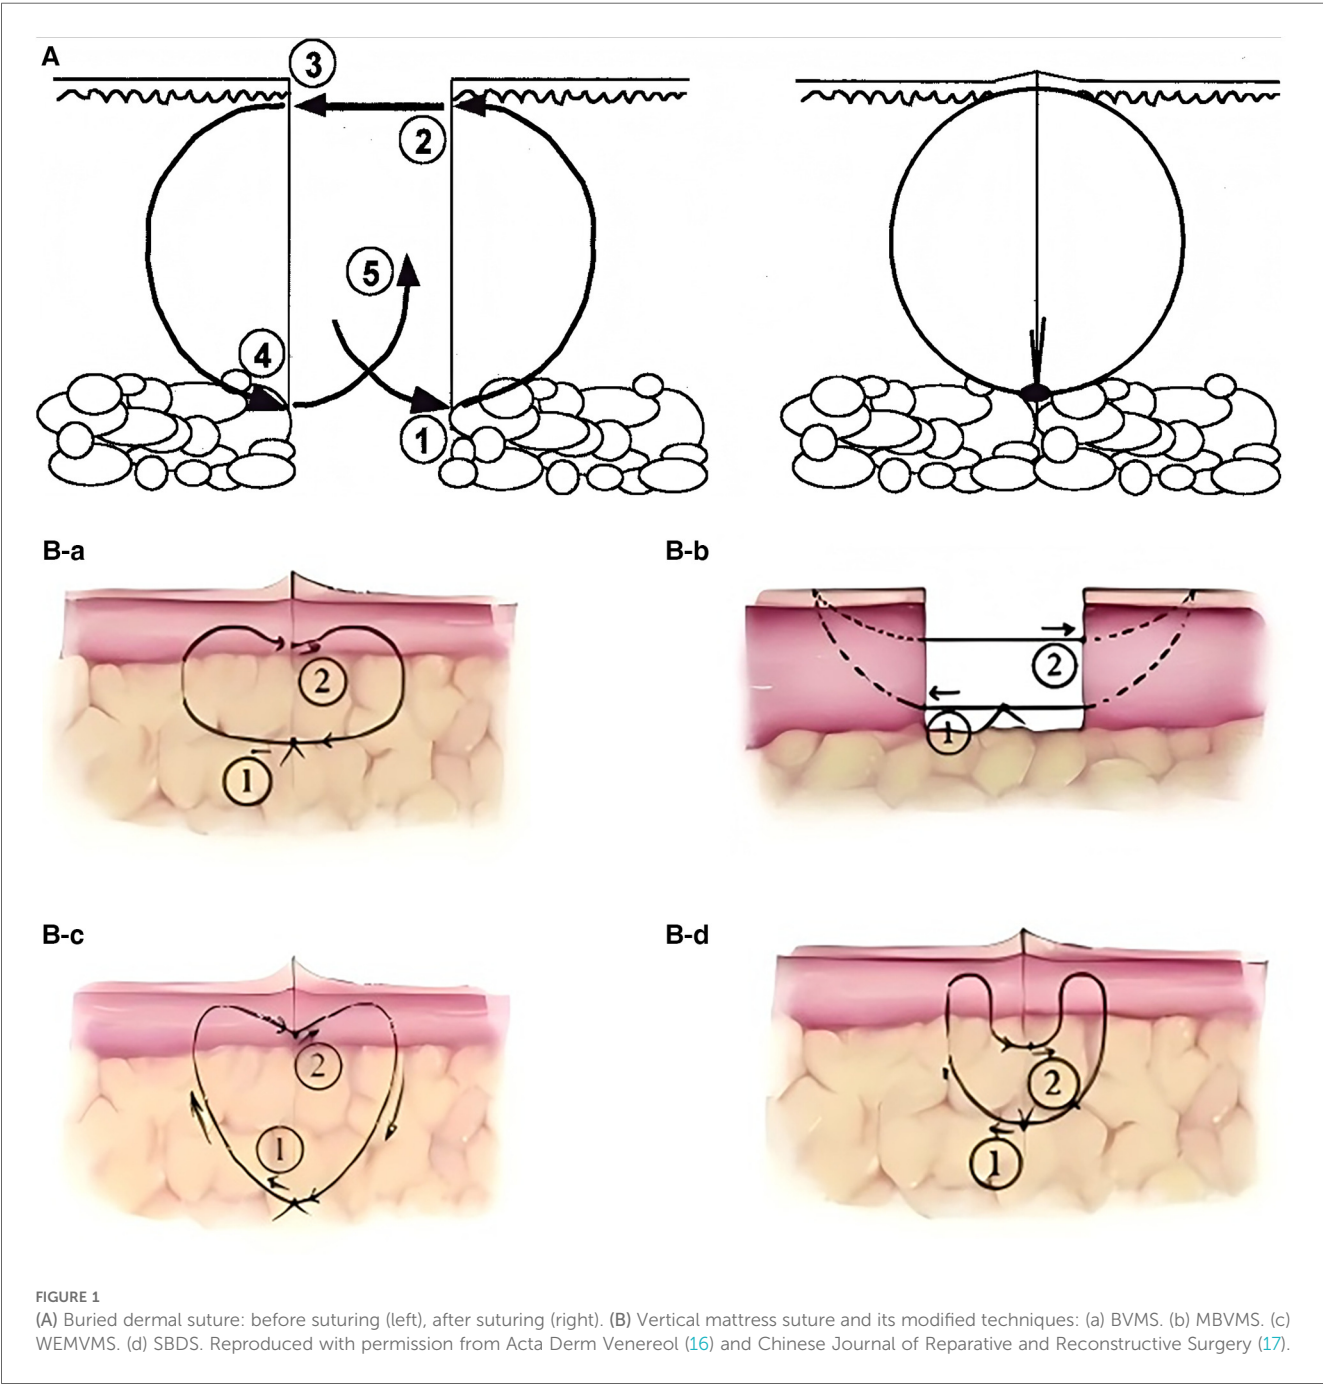 A
③
②
⑤
④
①
B-a
②
①
B-b
②
①
B-c
②
①
B-d
②
①
FIGURE 1
(A) Buried dermal suture: before suturing (left), after suturing (right). (B) Vertical mattress suture and its modified techniques: (a) BVMS. (b) MBVMS. (c)
WEMVMS. (d) SBDS. Reproduced with permission from Acta Derm Venereol (16) and Chinese Journal of Reparative and Reconstructive Surgery (17).